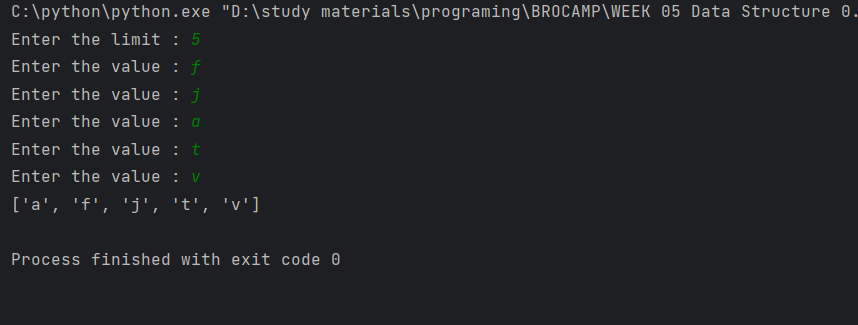 C:\python\python.exe "D:\study materials\programing\BROCAMP\WEEK 05 Data Structure 0.
Enter the limit : 5
Enter the value : f
Enter the value : j
Enter the value : a
Enter the value : t
Enter the value : v
['a', 'f', 'j', 't', 'v']
Process finished with exit code 0